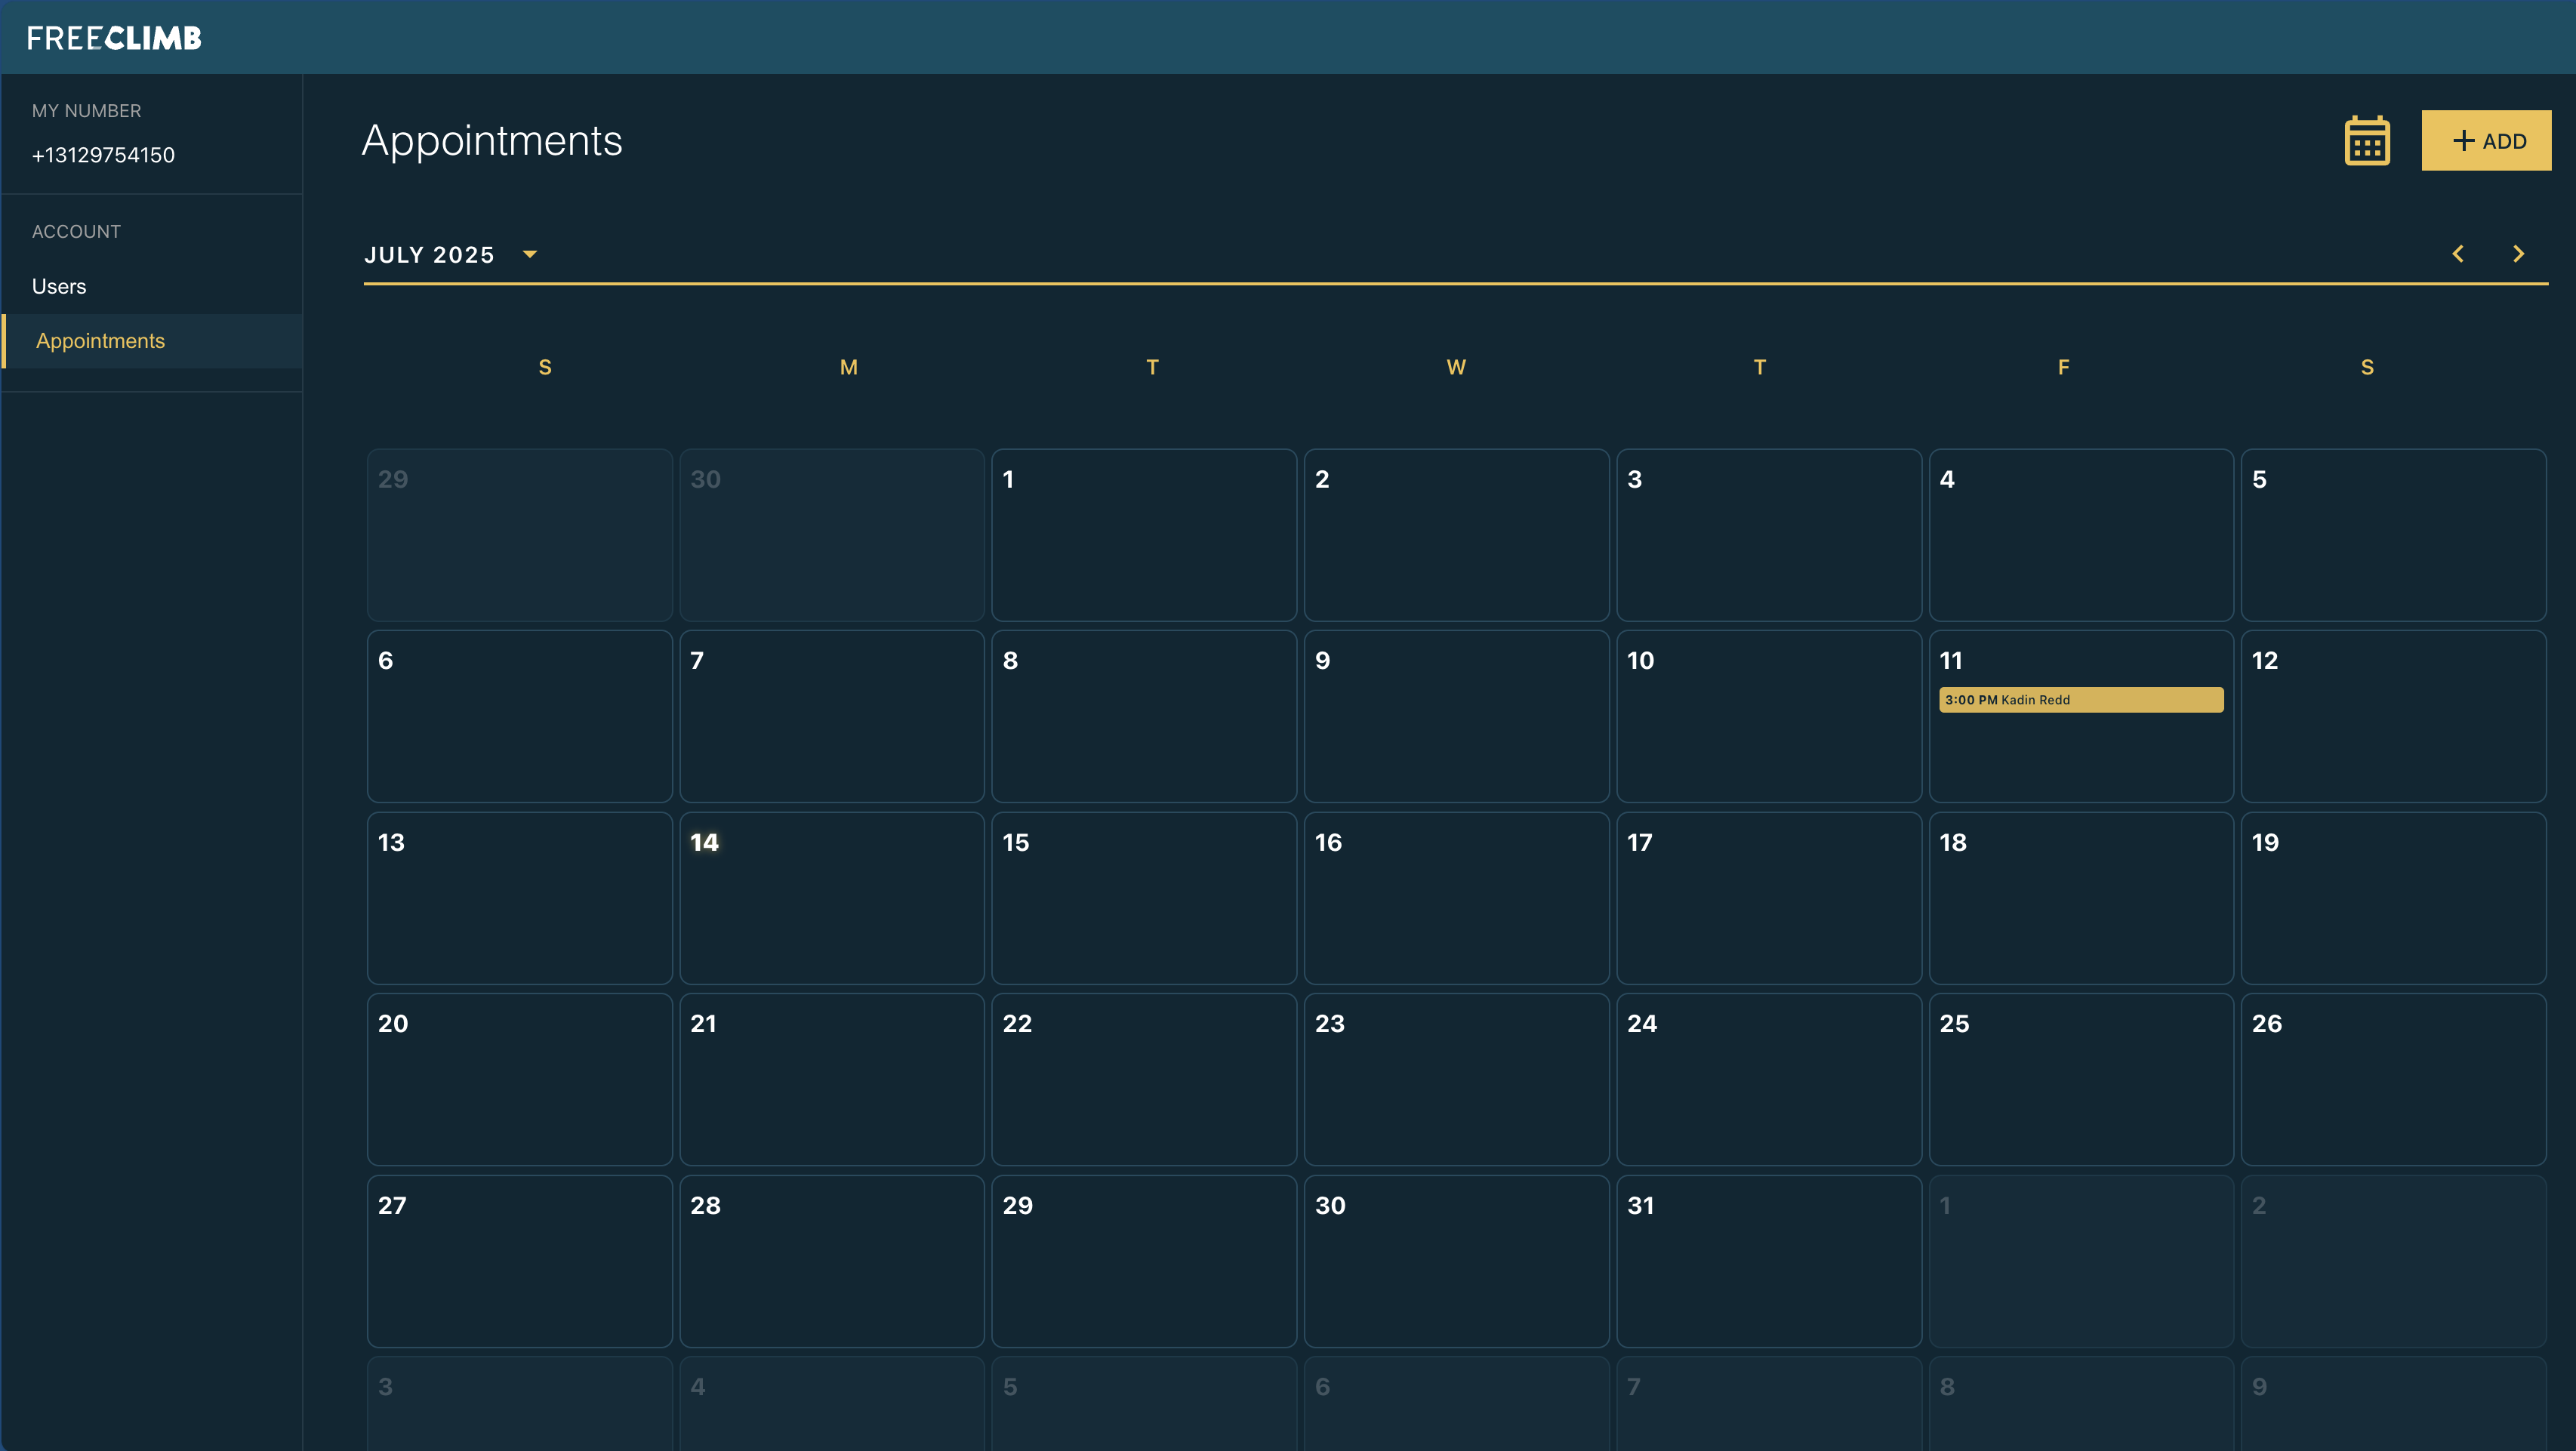 FREECLIMB
MY NUMBER
+13129754150
ACCOUNT
Users
Appointments
Appointments
+ ADD
JULY 2025
S M T W T F S
29 30 1 2 3 4 5
6 7 8 9 10 11 12
3:00 PM Kadin Redd
13 14 15 16 17 18 19
20 21 22 23 24 25 26
27 28 29 30 31 1 2
3 4 5 6 7 8 9